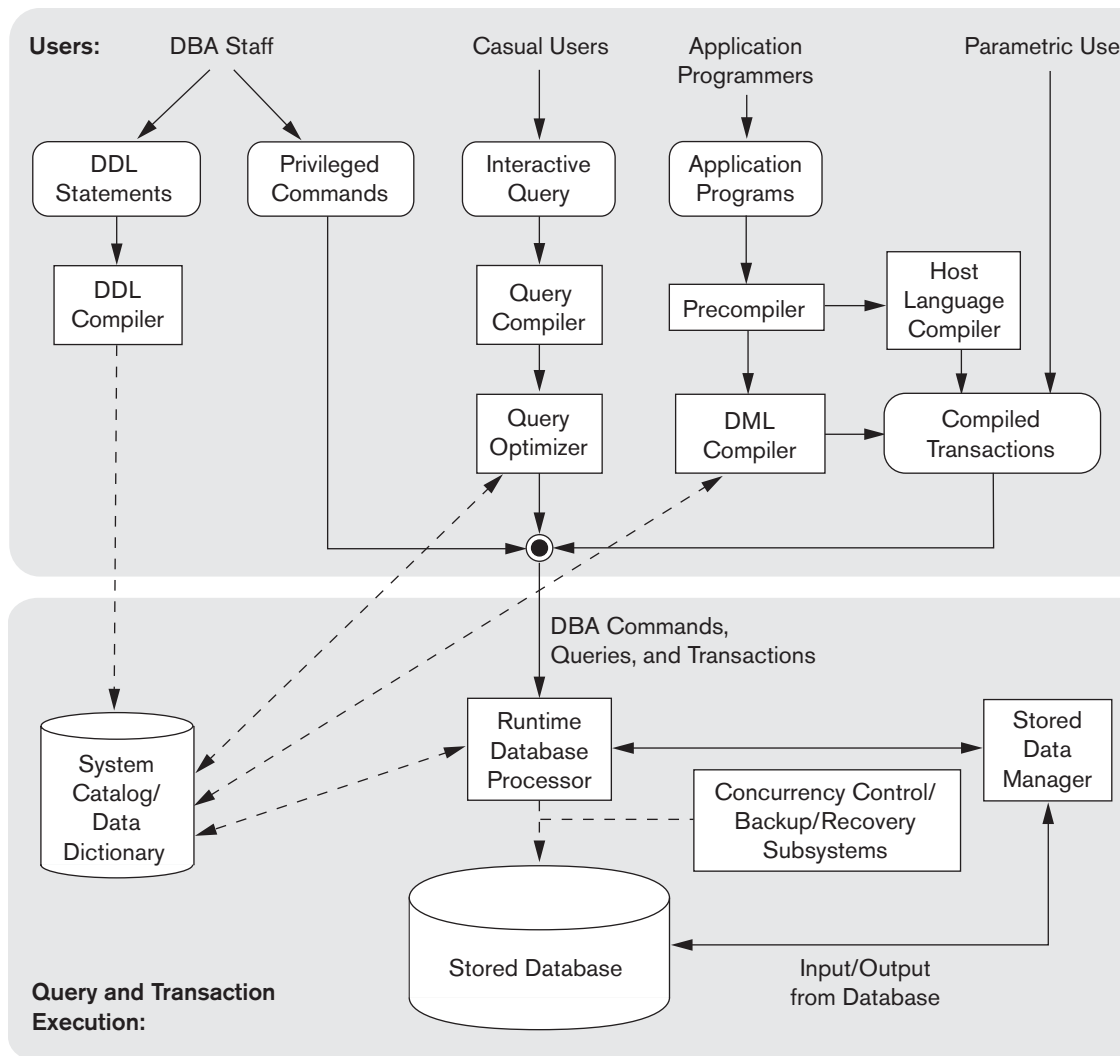 Users:
DBA Staff
Casual Users
Application
Programmers
Parametric Use
DDL
Statements
Privileged
Commands
Interactive
Query
Application
Programs
DDL
Compiler
Query
Compiler
Precompiler
Host
Language
Compiler
Query
Optimizer
DML
Compiler
Compiled
Transactions
DBA Commands,
Queries, and Transactions
System
Catalog/
Data
Dictionary
Runtime
Database
Processor
Stored
Data
Manager
Concurrency Control/
Backup/Recovery
Subsystems
Stored Database
Input/Output
from Database
Query and Transaction
Execution: